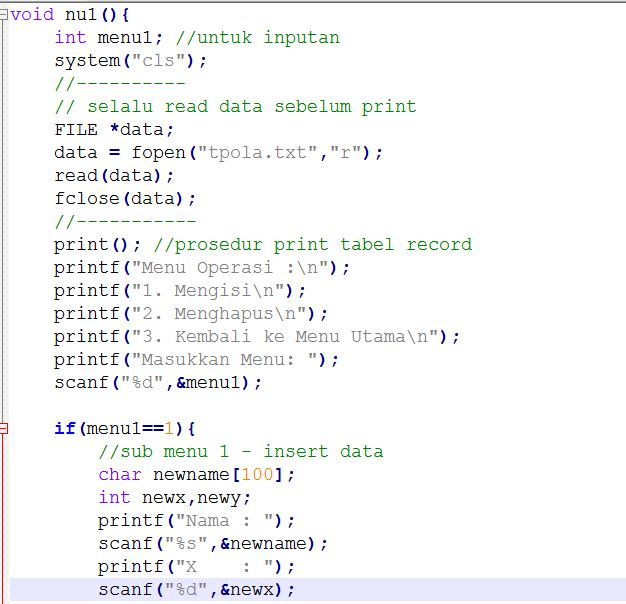 void nu1(){
int menu1; //untuk inputan
system("cls");
//----------
// selalu read data sebelum print
FILE *data;
data = fopen("tpola.txt","r");
read(data);
fclose(data);
//-----------
print(); //prosedur print tabel record
printf("Menu Operasi :\n");
printf("1. Mengisi\n");
printf("2. Menghapus\n");
printf("3. Kembali ke Menu Utama\n");
printf("Masukkan Menu: ");
scanf("%d",&menu1);
if(menu1==1){
//sub menu 1 - insert data
char newname[100];
int newx,newy;
printf("Nama : ");
scanf("%s",&newname);
printf("X    : ");
scanf("%d",&newx);